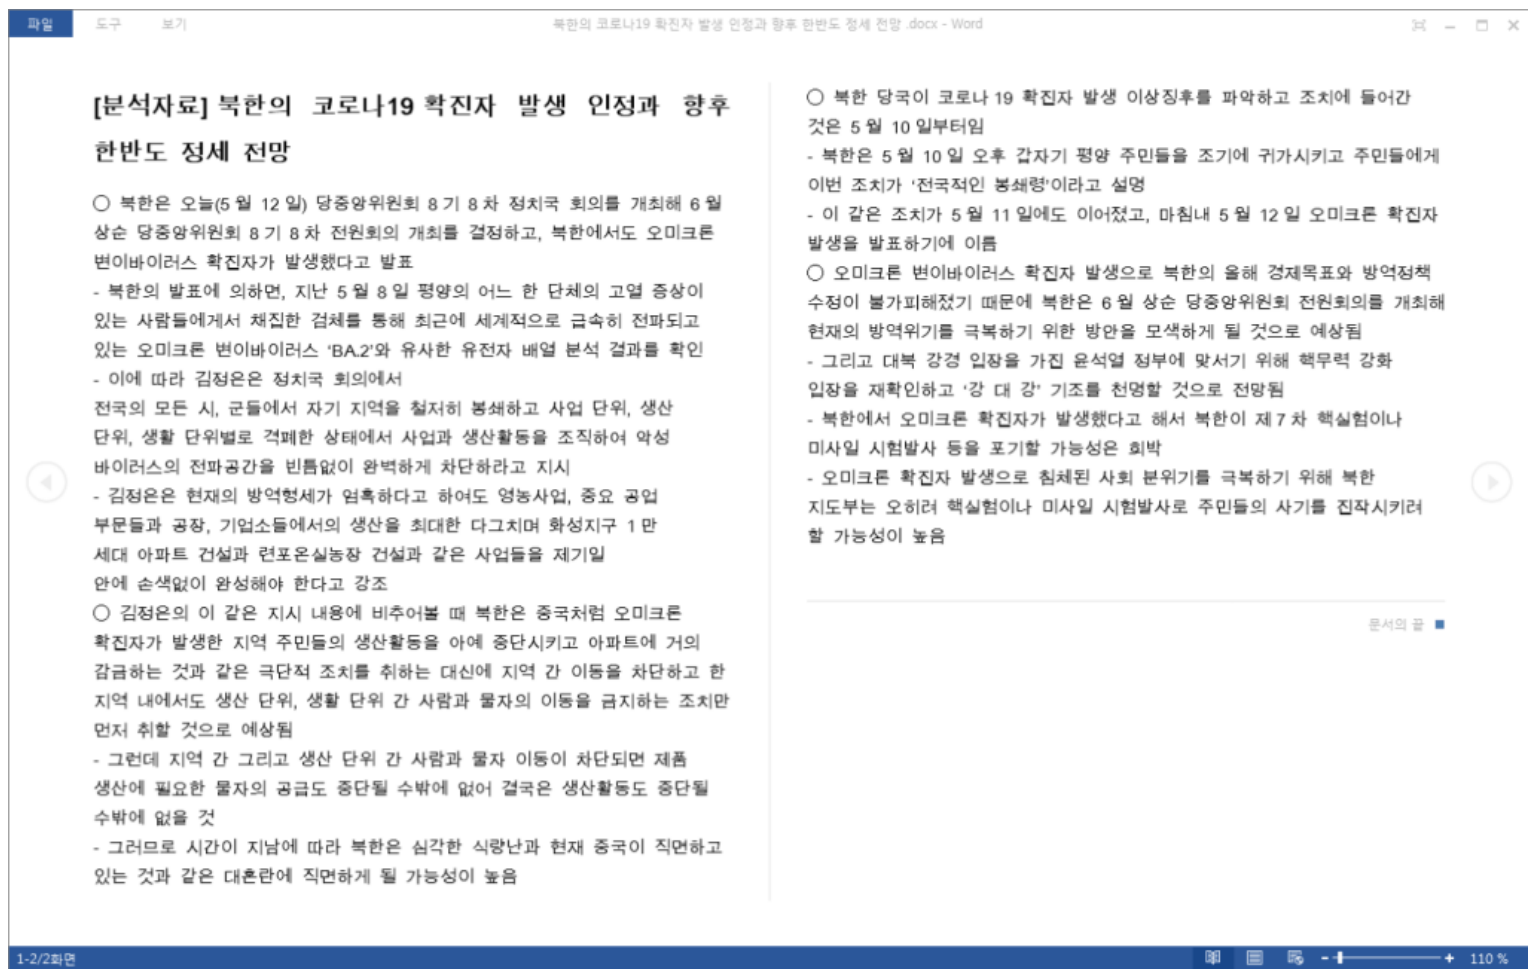 파일 도구 보기 북한의 코로나19 확진자 발생 인정과 향후 한반도 정세 전망 .docx - Word
[분석자료] 북한의 코로나19 확진자 발생 인정과 향후
한반도 정세 전망
○ 북한은 오늘(5 월 12 일) 당중앙위원회 8 기 8 차 정치국 회의를 개최해 6 월
상순 당중앙위원회 8 기 8 차 전원회의 개최를 결정하고, 북한에서도 오미크론
변이바이러스 확진자가 발생했다고 발표
- 북한의 발표에 의하면, 지난 5 월 8 일 평양의 어느 한 단체의 고열 증상이
있는 사람들에게서 채집한 검체를 통해 최근에 세계적으로 급속히 전파되고
있는 오미크론 변이바이러스 ‘BA.2’와 유사한 유전자 배열 분석 결과를 확인
- 이에 따라 김정은은 정치국 회의에서
전국의 모든 시, 군들에서 자기 지역을 철저히 봉쇄하고 사업 단위, 생산
단위, 생활 단위별로 격폐한 상태에서 사업과 생산활동을 조직하여 악성
바이러스의 전파공간을 빈틈없이 완벽하게 차단하라고 지시
- 김정은은 현재의 방역형세가 엄혹하다고 하여도 영농사업, 중요 공업
부문들과 공장, 기업소들에서의 생산을 최대한 다그치며 화성지구 1 만
세대 아파트 건설과 련포온실농장 건설과 같은 사업들을 제기일
안에 손색없이 완성해야 한다고 강조
○ 김정은의 이 같은 지시 내용에 비추어볼 때 북한은 중국처럼 오미크론
확진자가 발생한 지역 주민들의 생산활동을 아예 중단시키고 아파트에 거의
감금하는 것과 같은 극단적 조치를 취하는 대신에 지역 간 이동을 차단하고 한
지역 내에서도 생산 단위, 생활 단위 간 사람과 물자의 이동을 금지하는 조치만
먼저 취할 것으로 예상됨
- 그런데 지역 간 그리고 생산 단위 간 사람과 물자 이동이 차단되면 제품
생산에 필요한 물자의 공급도 중단될 수밖에 없어 결국은 생산활동도 중단될
수밖에 없을 것
- 그러므로 시간이 지남에 따라 북한은 심각한 식량난과 현재 중국이 직면하고
있는 것과 같은 대혼란에 직면하게 될 가능성이 높음
○ 북한 당국이 코로나 19 확진자 발생 이상징후를 파악하고 조치에 들어간
것은 5 월 10 일부터임
- 북한은 5 월 10 일 오후 갑자기 평양 주민들을 조기에 귀가시키고 주민들에게
이번 조치가 ‘전국적인 봉쇄령’이라고 설명
- 이 같은 조치가 5 월 11 일에도 이어졌고, 마침내 5 월 12 일 오미크론 확진자
발생을 발표하기에 이름
○ 오미크론 변이바이러스 확진자 발생으로 북한의 올해 경제목표와 방역정책
수정이 불가피해졌기 때문에 북한은 6 월 상순 당중앙위원회 전원회의를 개최해
현재의 방역위기를 극복하기 위한 방안을 모색하게 될 것으로 예상됨
- 그리고 대북 강경 입장을 가진 윤석열 정부에 맞서기 위해 핵무력 강화
입장을 재확인하고 ‘강 대 강’ 기조를 천명할 것으로 전망됨
- 북한에서 오미크론 확진자가 발생했다고 해서 북한이 제 7 차 핵실험이나
미사일 시험발사 등을 포기할 가능성은 희박
- 오미크론 확진자 발생으로 침체된 사회 분위기를 극복하기 위해 북한
지도부는 오히려 핵실험이나 미사일 시험발사로 주민들의 사기를 진작시키려
할 가능성이 높음
문서의 끝
1-2/2화면 110 %